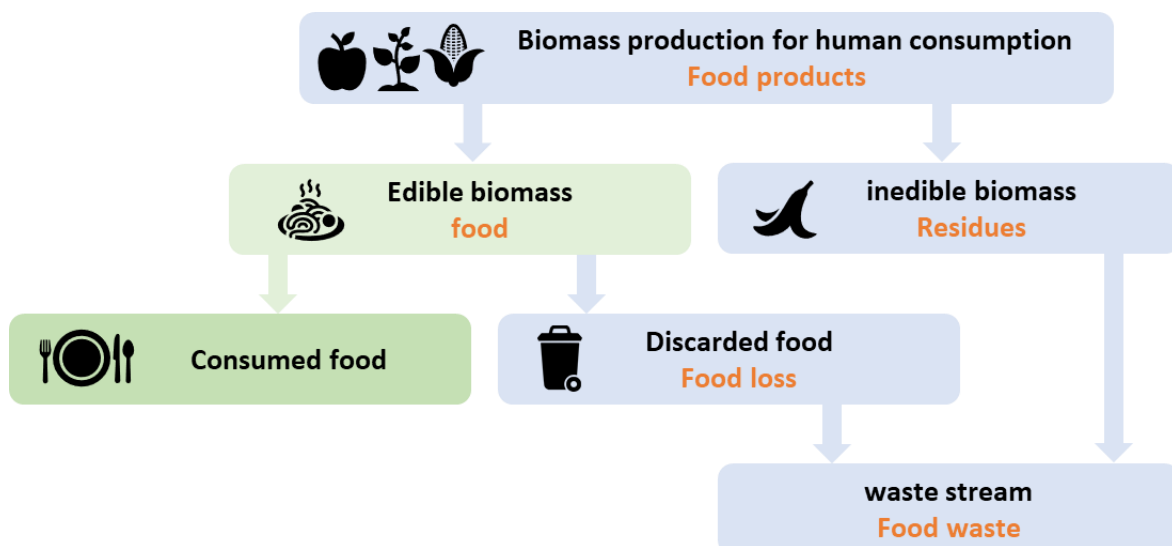 Biomass production for human consumption
Food products
Edible biomass
food
inedible biomass
Residues
Consumed food
Discarded food
Food loss
waste stream
Food waste